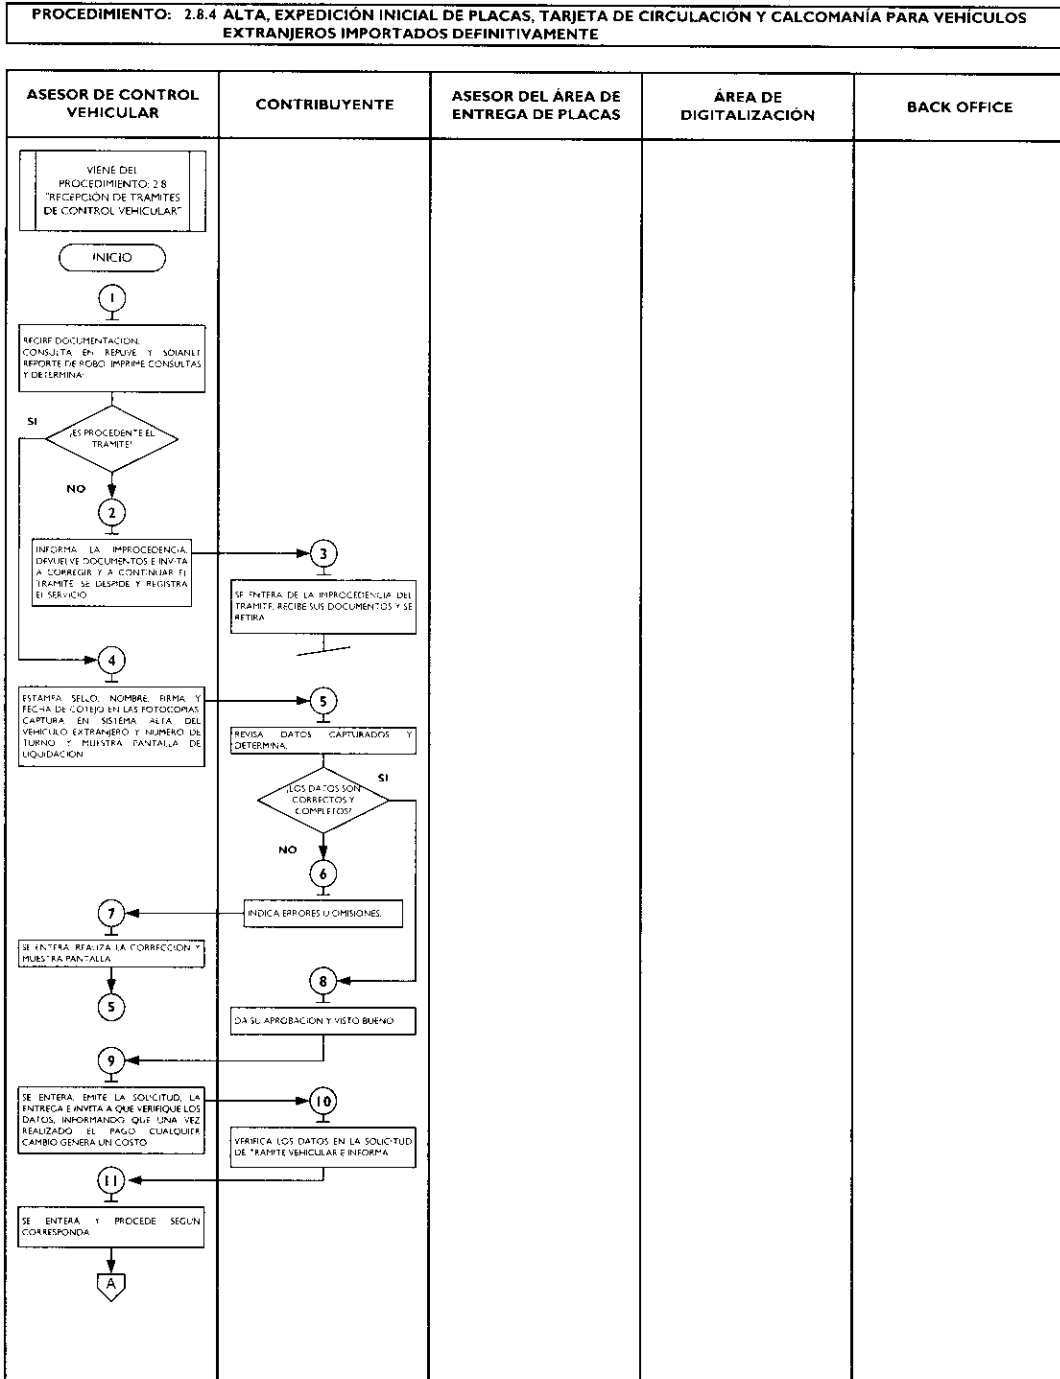 PROCEDIMIENTO: 2.8.4 ALTA, EXPEDICIÓN INICIAL DE PLACAS, TARJETA DE CIRCULACIÓN Y CALCOMANÍA PARA VEHÍCULOS
EXTRANJEROS IMPORTADOS DEFINITIVAMENTE
ASESOR DE CONTROL
VEHICULAR
CONTRIBUYENTE
ASESOR DEL ÁREA DE
ENTREGA DE PLACAS
ÁREA DE
DIGITALIZACIÓN
BACK OFFICE
VIENE DEL
PROCEDIMIENTO: 2.8
"RECEPCIÓN DE TRAMITES
DE CONTROL VEHICULAR"
INICIO
1
RECIBE DOCUMENTACION.
CONSULTA EN REPUVE Y SOIANET
REPORTE DE ROBO IMPRIME CONSULTAS
Y DETERMINA:
SI
¿ES PROCEDENTE EL
TRAMITE?
NO
2
INFORMA LA IMPROCEDENCIA,
DEVUELVE DOCUMENTOS E INVITA
A CORREGIR Y A CONTINUAR EL
TRAMITE SE DESPIDE Y REGISTRA
EL SERVICIO
3
SE ENTERA DE LA IMPROCEDENCIA DEL
TRAMITE, RECIBE SUS DOCUMENTOS Y SE
RETIRA
4
ESTAMPA SELLO, NOMBRE, FIRMA Y
FECHA DE COTEJO EN LAS FOTOCOPIAS
CAPTURA EN SISTEMA ALTA DEL
VEHICULO EXTRANJERO Y NUMERO DE
TURNO Y MUESTRA PANTALLA DE
LIQUIDACION
5
REVISA DATOS CAPTURADOS Y
DETERMINA.
¿LOS DATOS SON
CORRECTOS Y
COMPLETOS?
SI
NO
6
INDICA ERRORES U OMISIONES.
7
SE ENTERA REALIZA LA CORRECCION Y
MUESTRA PANTALLA
5
8
DA SU APROBACION Y VISTO BUENO
9
SE ENTERA, EMITE LA SOLICITUD, LA
ENTREGA E INVITA A QUE VERIFIQUE LOS
DATOS, INFORMANDO QUE UNA VEZ
REALIZADO EL PAGO CUALQUIER
CAMBIO GENERA UN COSTO
10
VERIFICA LOS DATOS EN LA SOLICITUD
DE TRAMITE VEHICULAR E INFORMA
11
SE ENTERA Y PROCEDE SEGUN
CORRESPONDA
A